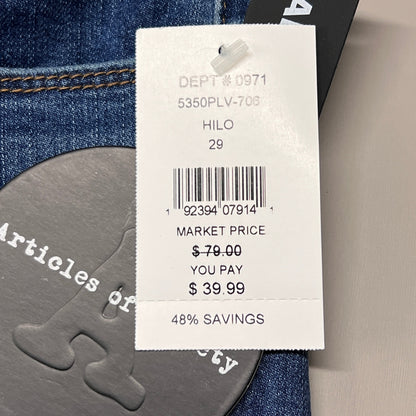 DEPT # 0971
5350PLV-706
HILO
29
1 92394 07914 1
MARKET PRICE
$ 79.00
YOU PAY
$ 39.99
48% SAVINGS
Articles of